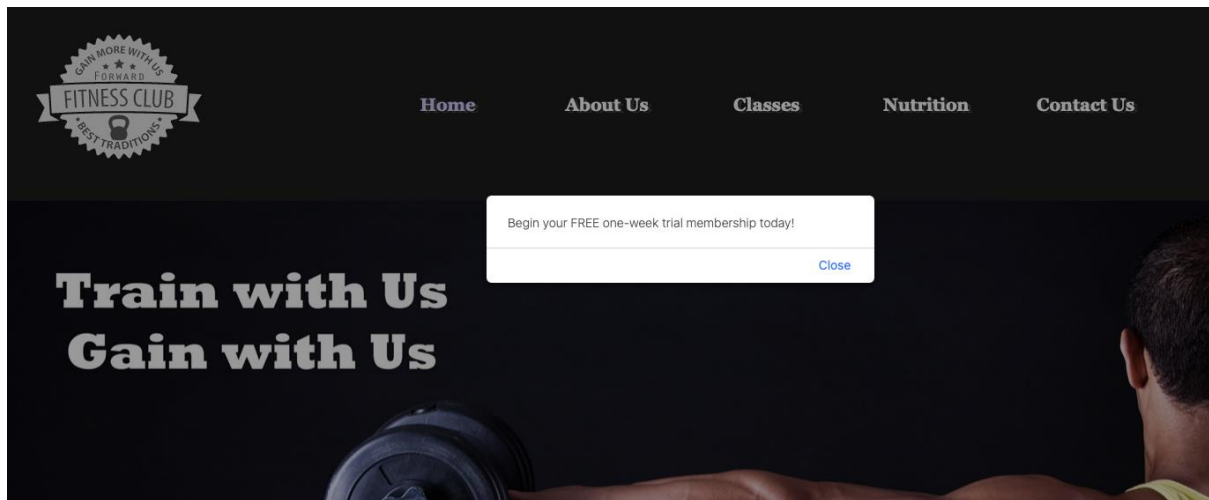 GAIN MORE WITH US
FORWARD
FITNESS CLUB
BEST TRADITIONS
Home About Us Classes Nutrition Contact Us
Begin your FREE one-week trial membership today!
Close
Train with Us
Gain with Us